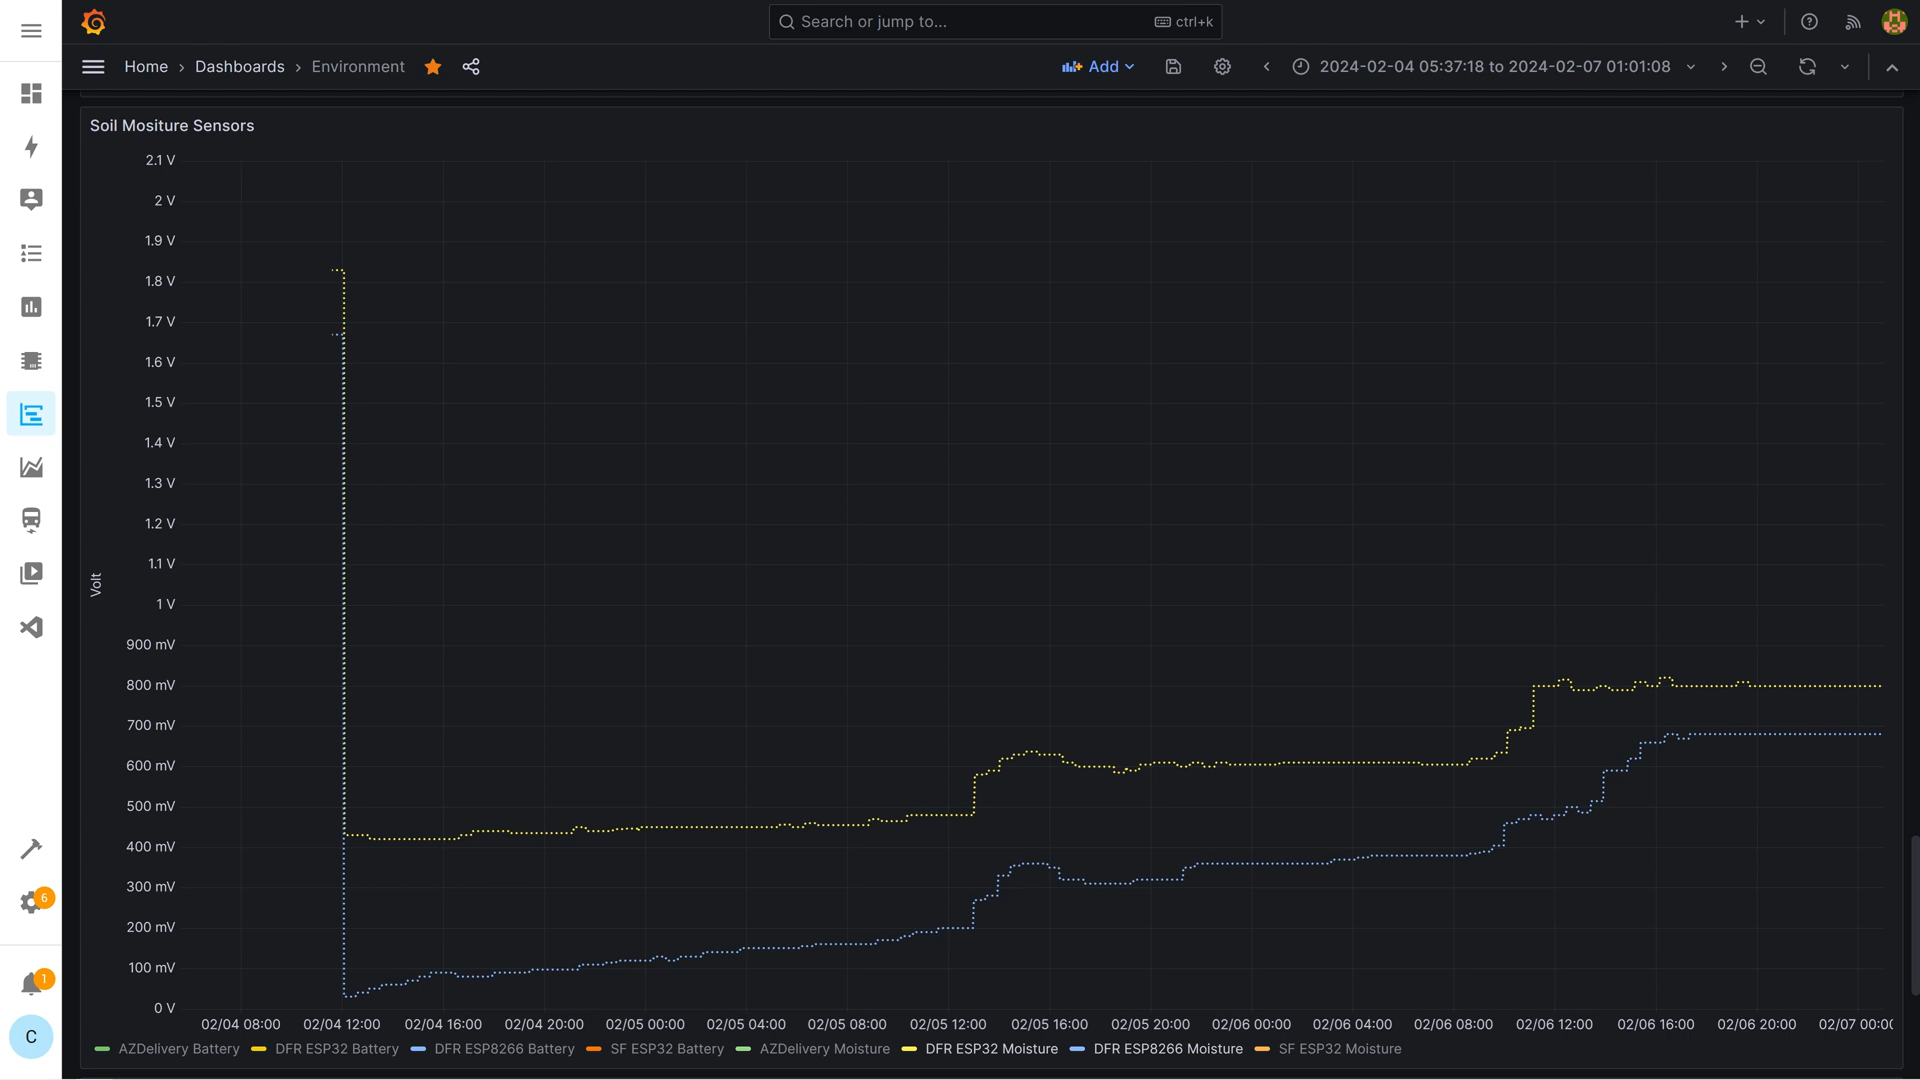 Search or jump to... ctrl+k
Home › Dashboards › Environment
Add
2024-02-04 05:37:18 to 2024-02-07 01:01:08
Soil Mositure Sensors
2.1 V
2 V
1.9 V
1.8 V
1.7 V
1.6 V
1.5 V
1.4 V
1.3 V
1.2 V
1.1 V
1 V
900 mV
800 mV
700 mV
600 mV
500 mV
400 mV
300 mV
200 mV
100 mV
0 V
Volt
02/04 08:00 02/04 12:00 02/04 16:00 02/04 20:00 02/05 00:00 02/05 04:00 02/05 08:00 02/05 12:00 02/05 16:00 02/05 20:00 02/06 00:00 02/06 04:00 02/06 08:00 02/06 12:00 02/06 16:00 02/06 20:00 02/07 00:00
AZDelivery Battery DFR ESP32 Battery DFR ESP8266 Battery SF ESP32 Battery AZDelivery Moisture DFR ESP32 Moisture DFR ESP8266 Moisture SF ESP32 Moisture
6
1
C